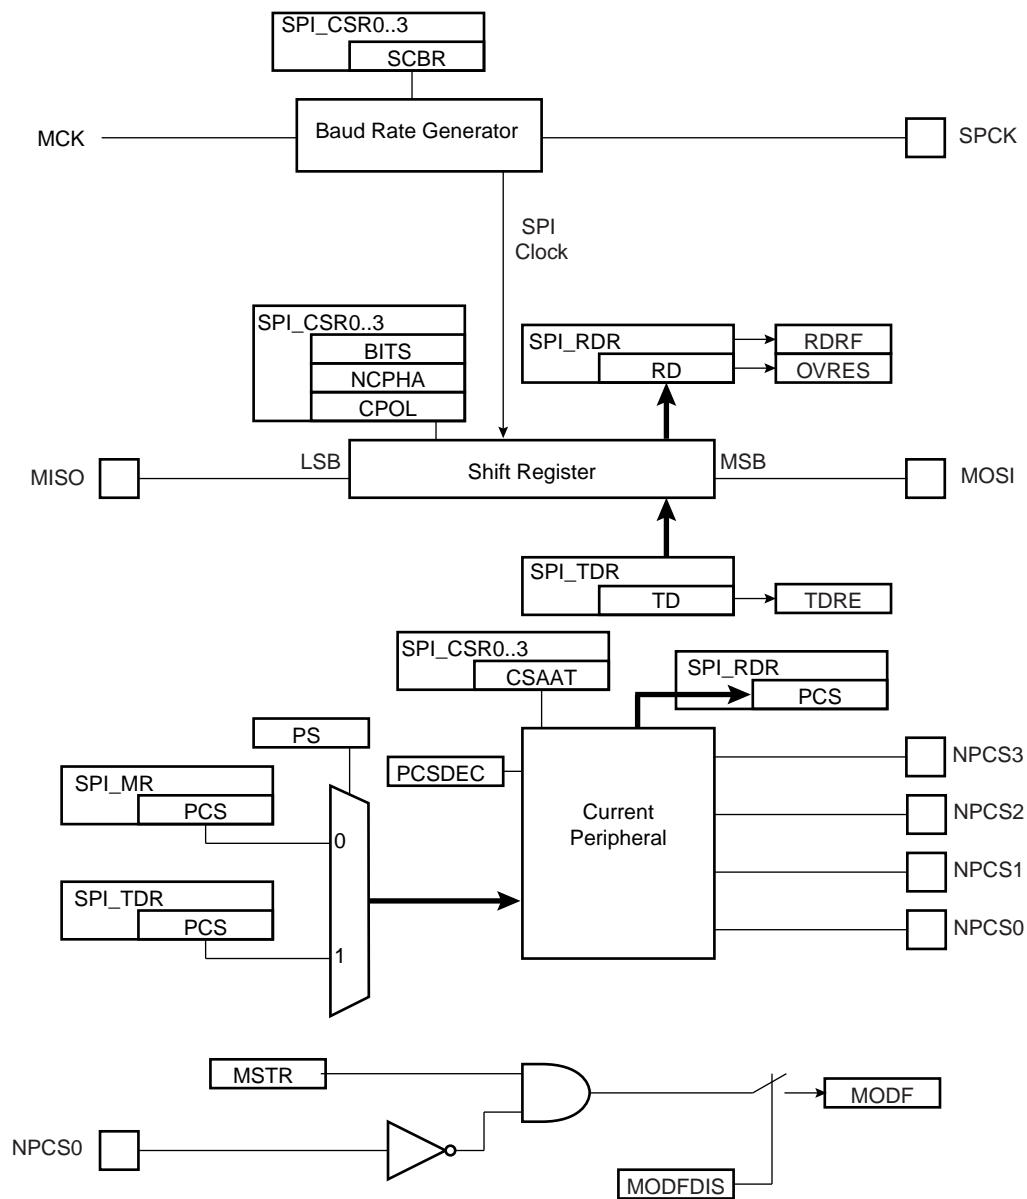 SPI_CSR0..3
SCBR
MCK
Baud Rate Generator
SPCK
SPI
Clock
SPI_CSR0..3
BITS
NCPHA
CPOL
SPI_RDR
RD
RDRF
OVRES
MISO
LSB
Shift Register
MSB
MOSI
SPI_TDR
TD
TDRE
SPI_CSR0..3
CSAAT
SPI_RDR
PCS
PS
PCSDEC
Current
Peripheral
NPCS3
SPI_MR
PCS
0
NPCS2
NPCS1
SPI_TDR
PCS
1
NPCS0
MSTR
MODF
NPCS0
MODFDIS